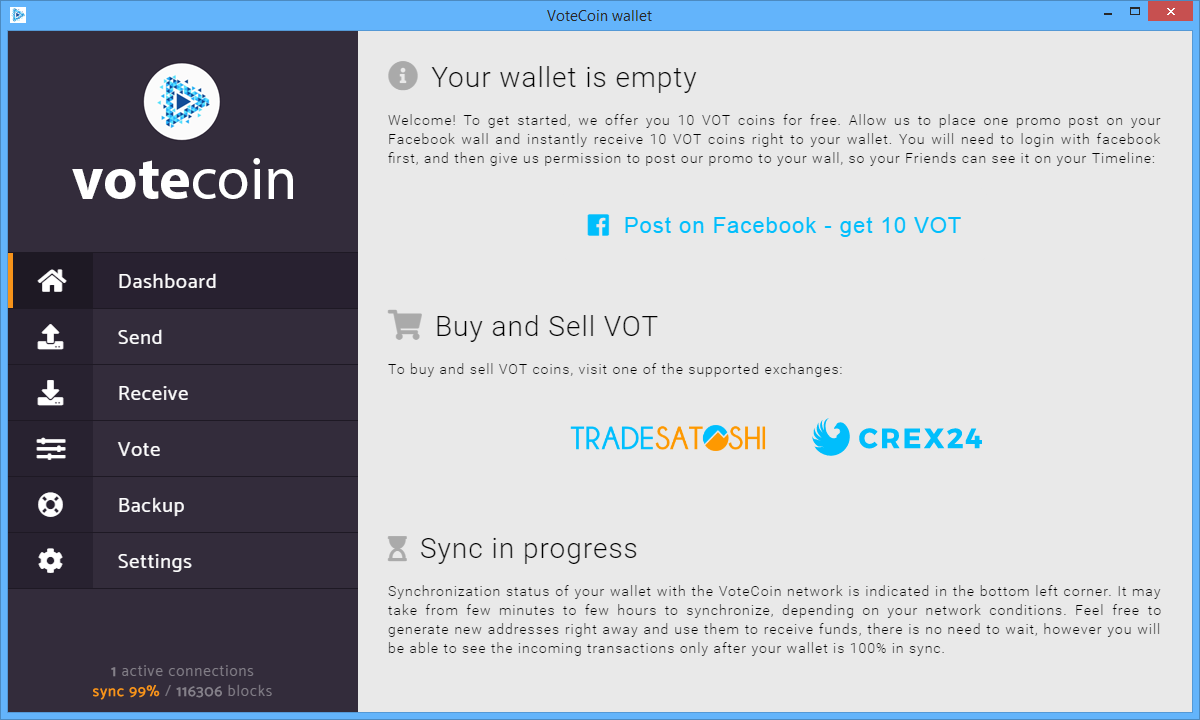 VoteCoin wallet
votecoin
Dashboard
Send
Receive
Vote
Backup
Settings
1 active connections
sync 99% / 116306 blocks
Your wallet is empty
Welcome! To get started, we offer you 10 VOT coins for free. Allow us to place one promo post on your
Facebook wall and instantly receive 10 VOT coins right to your wallet. You will need to login with facebook
first, and then give us permission to post our promo to your wall, so your Friends can see it on your Timeline:
Post on Facebook - get 10 VOT
Buy and Sell VOT
To buy and sell VOT coins, visit one of the supported exchanges:
TRADESATOSHI
CREX24
Sync in progress
Synchronization status of your wallet with the VoteCoin network is indicated in the bottom left corner. It may
take from few minutes to few hours to synchronize, depending on your network conditions. Feel free to
generate new addresses right away and use them to receive funds, there is no need to wait, however you will
be able to see the incoming transactions only after your wallet is 100% in sync.